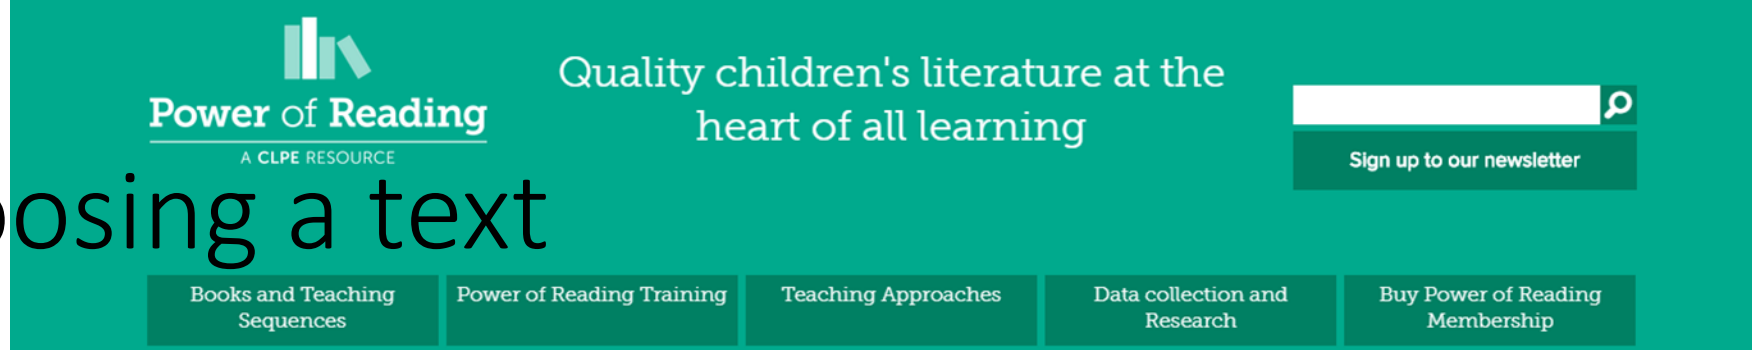 Quality children's literature at the
heart of all learning
Power of Reading
A CLPE RESOURCE
Sign up to our newsletter
osing a text
Books and Teaching
Sequences
Power of Reading Training
Teaching Approaches
Data collection and
Research
Buy Power of Reading
Membership